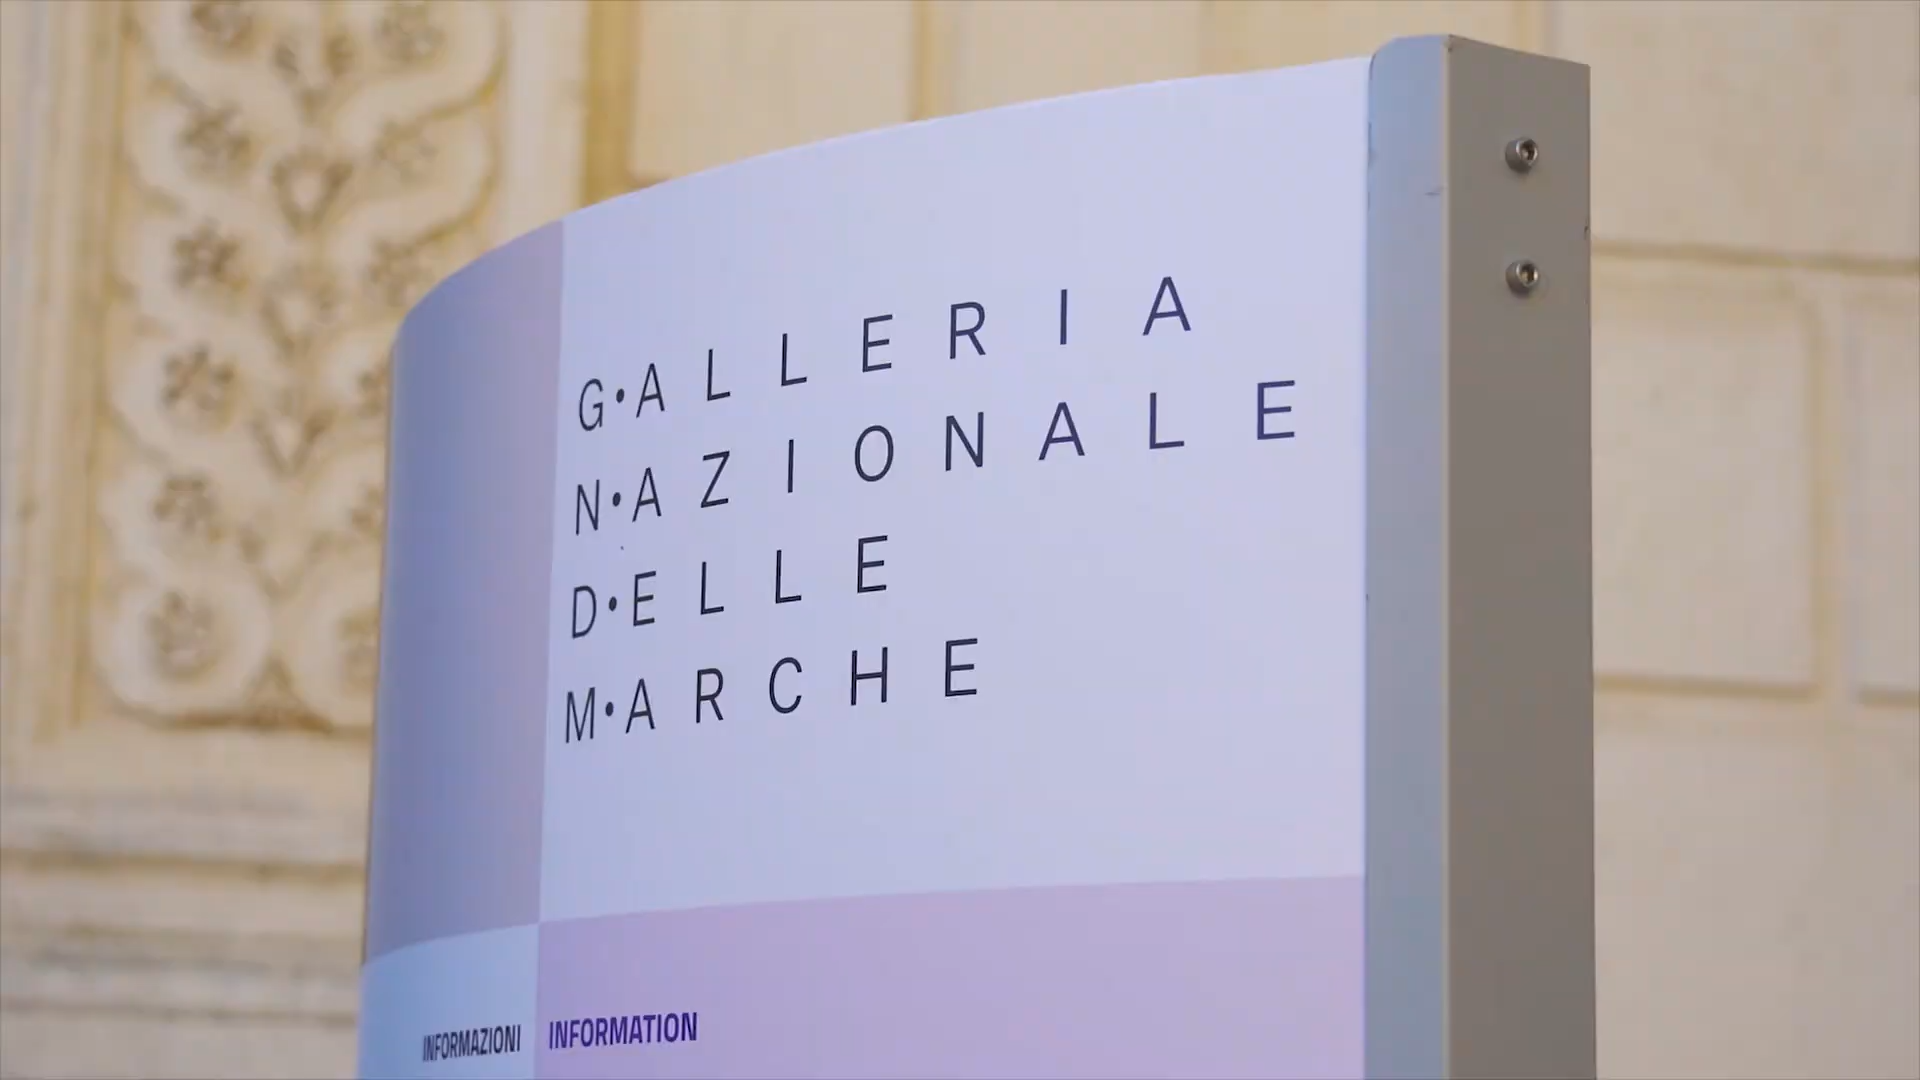 G·ALLERIA
N·AZIONALE
D·ELLE
M·ARCHE
INFORMAZIONI INFORMATION